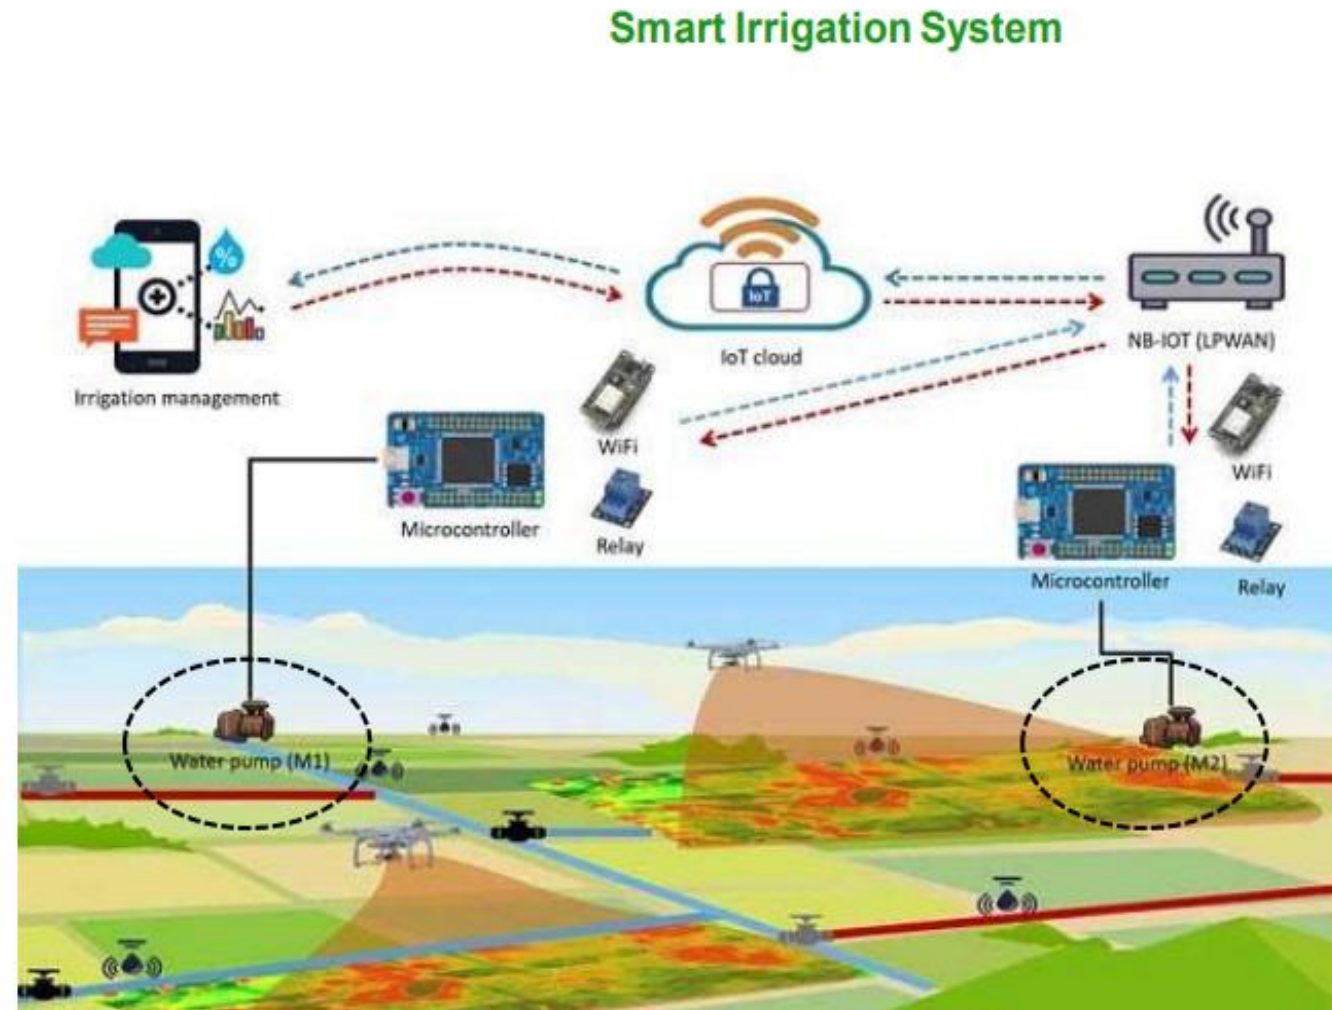 Smart Irrigation System
%
IoT
IoT cloud
NB-IOT (LPWAN)
Irrigation management
WiFi
WiFi
Microcontroller
Relay
Microcontroller
Relay
Water pump (M1)
Water pump (M2)